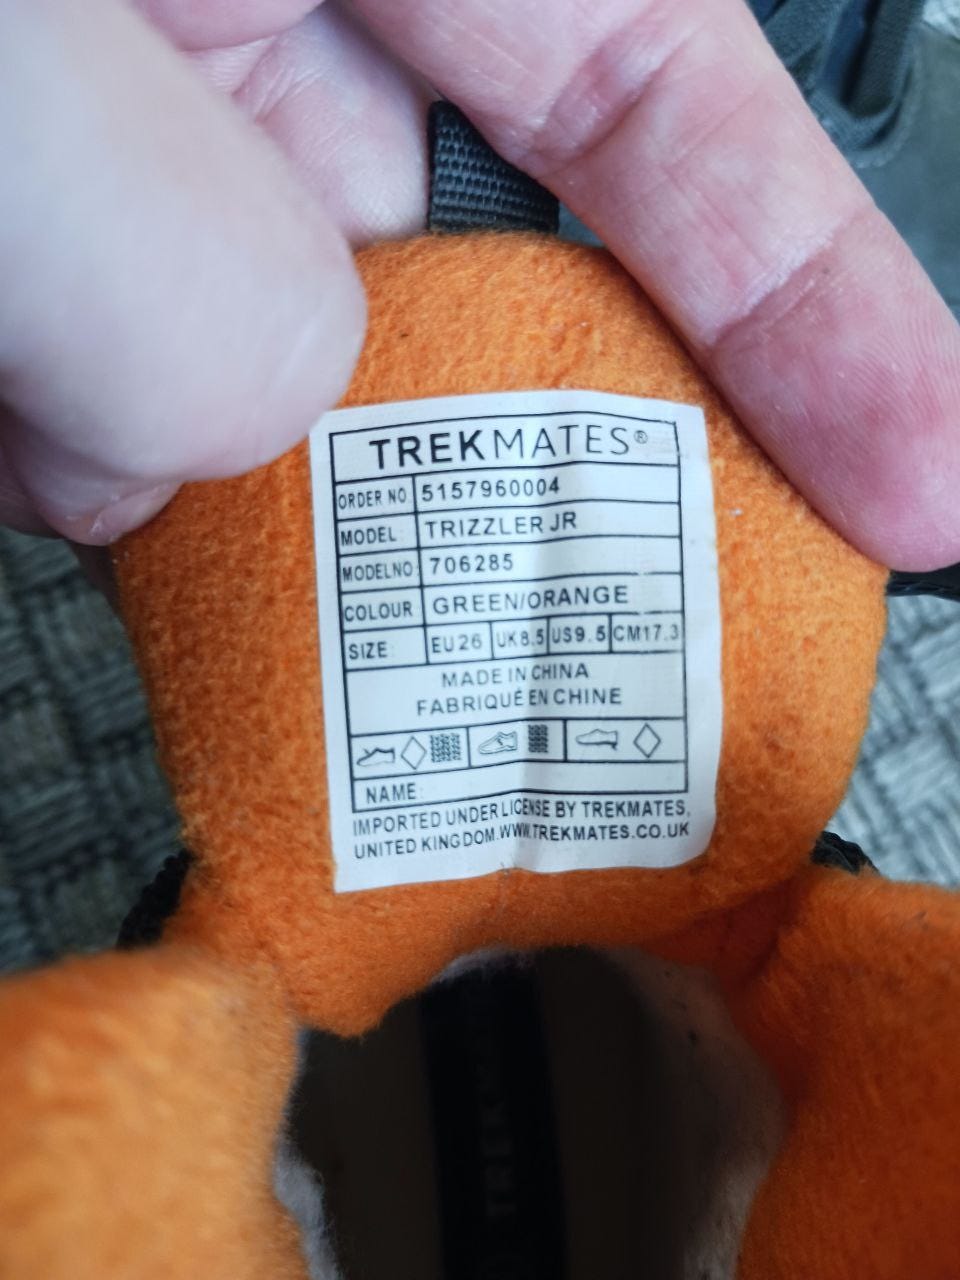 TREKMATES®
ORDER NO: 5157960004
MODEL: TRIZZLER JR
MODELNO: 706285
COLOUR GREEN/ORANGE
SIZE: EU26 UK8.5 US9.5 CM17.3
MADE IN CHINA
FABRIQUÉ EN CHINE
NAME:
IMPORTED UNDER LICENSE BY TREKMATES,
UNITED KINGDOM.WWW.TREKMATES.CO.UK